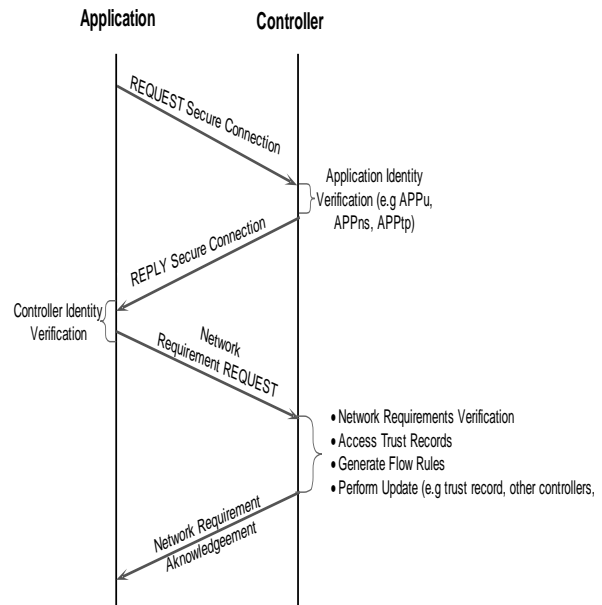 Application
Controller
REQUEST Secure Connection
Application Identity
Verification (e.g APPu,
APPns, APPtp)
REPLY Secure Connection
Controller Identity
Verification
Network
Requirement REQUEST
• Network Requirements Verification
• Access Trust Records
• Generate Flow Rules
• Perform Update (e.g trust record, other controllers,
Network Requirement
Aknowledgeement